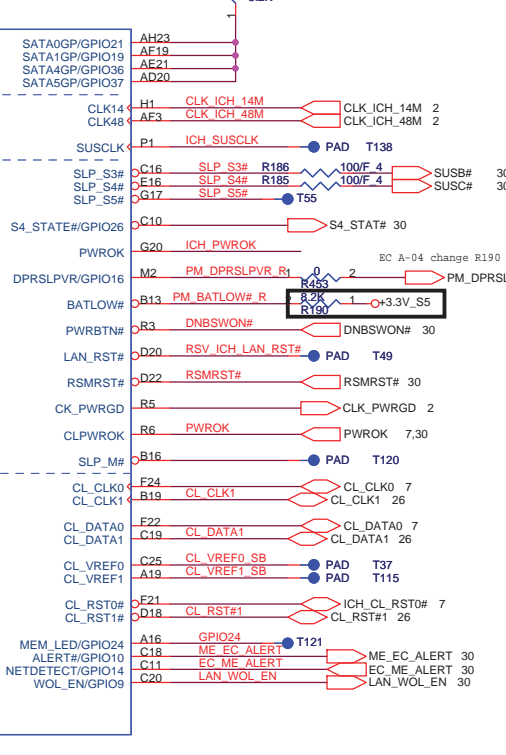 1
SATA0GP/GPIO21 AH23
SATA1GP/GPIO19 AF19
SATA4GP/GPIO36 AE21
SATA5GP/GPIO37 AD20
CLK14 H1 CLK_ICH_14M CLK_ICH_14M 2
CLK48 AF3 CLK_ICH_48M CLK_ICH_48M 2
SUSCLK P1 ICH_SUSCLK PAD T138
SLP_S3# C16 SLP_S3# R186 100/F_4 SUSB# 30
SLP_S4# E16 SLP_S4# R185 100/F_4 SUSC# 30
SLP_S5# G17 SLP_S5# T55
S4_STATE#/GPIO26 C10 S4_STAT# 30
PWROK G20 ICH_PWROK
EC A-04 change R190
DPRSLPVR/GPIO16 M2 PM_DPRSLPVR_R 1 0 2 PM_DPRSL
R453
BATLOW# B13 PM_BATLOW#_R 2 8.2K 1 +3.3V_S5
R190
PWRBTN# R3 DNBSWON# DNBSWON# 30
LAN_RST# D20 RSV_ICH_LAN_RST# PAD T49
RSMRST# D22 RSMRST# RSMRST# 30
CK_PWRGD R5 CLK_PWRGD 2
CLPWROK R6 PWROK PWROK 7,30
SLP_M# B16 PAD T120
CL_CLK0 F24 CL_CLK0 7
CL_CLK1 B19 CL_CLK1 CL_CLK1 26
CL_DATA0 F22 CL_DATA0 7
CL_DATA1 C19 CL_DATA1 CL_DATA1 26
CL_VREF0 C25 CL_VREF0_SB PAD T37
CL_VREF1 A19 CL_VREF1_SB PAD T115
CL_RST0# F21 ICH_CL_RST0# 7
CL_RST1# D18 CL_RST#1 CL_RST#1 26
MEM_LED/GPIO24 A16 GPIO24 T121
ALERT#/GPIO10 C18 ME_EC_ALERT ME_EC_ALERT 30
NETDETECT/GPIO14 C11 EC_ME_ALERT EC_ME_ALERT 30
WOL_EN/GPIO9 C20 LAN_WOL_EN LAN_WOL_EN 30